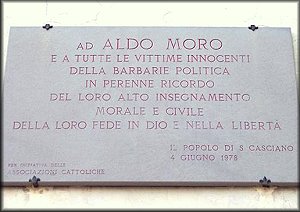 AD ALDO MORO
E A TUTTE LE VITTIME INNOCENTI
DELLA BARBARIE POLITICA
IN PERENNE RICORDO
DEL LORO ALTO INSEGNAMENTO
MORALE E CIVILE
DELLA LORO FEDE IN DIO E NELLA LIBERTÀ
IL POPOLO DI S CASCIANO
4 GIUGNO 1978
PER INIZIATIVA DELLE
ASSOCIAZIONI CATTOLICHE